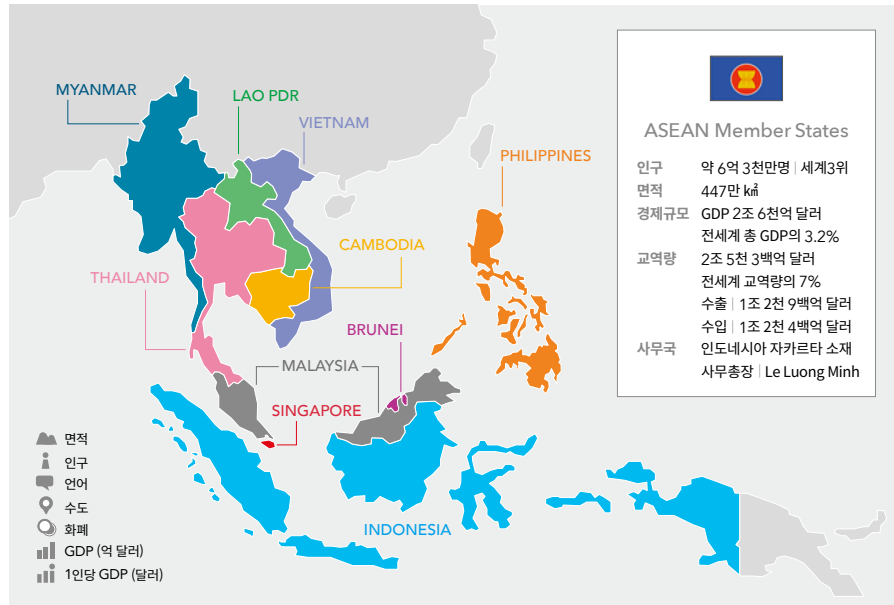 MYANMAR
LAO PDR
VIETNAM
PHILIPPINES
CAMBODIA
THAILAND
BRUNEI
MALAYSIA
SINGAPORE
INDONESIA
면적
인구
언어
수도
화폐
GDP (억 달러)
1인당 GDP (달러)
ASEAN Member States
인구 약 6억 3천만명 | 세계3위
면적 447만 ㎢
경제규모 GDP 2조 6천억 달러
전세계 총 GDP의 3.2%
교역량 2조 5천 3백억 달러
전세계 교역량의 7%
수출 | 1조 2천 9백억 달러
수입 | 1조 2천 4백억 달러
사무국 인도네시아 자카르타 소재
사무총장 | Le Luong Minh